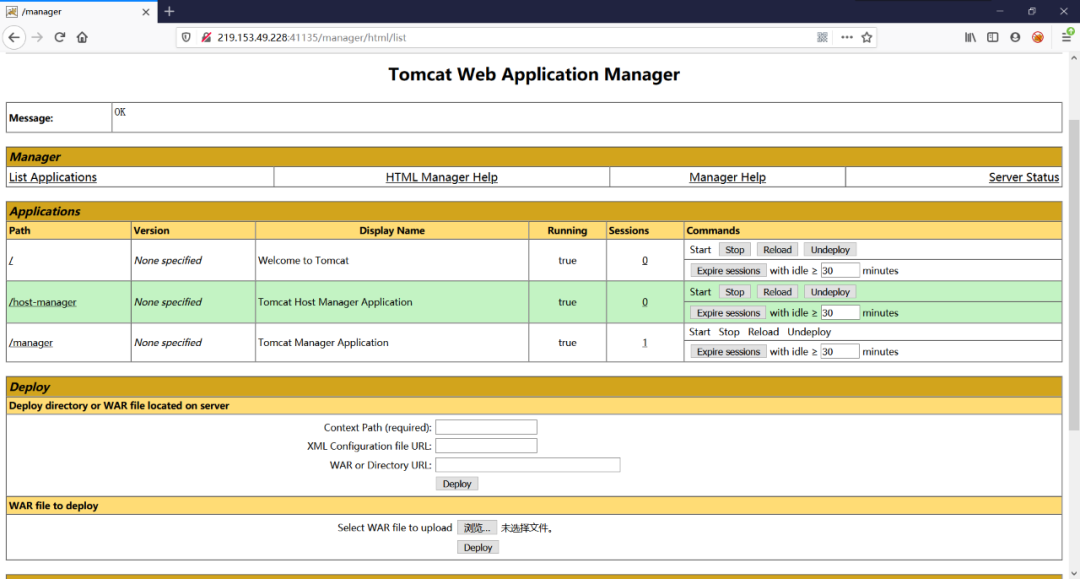 /manager
219.153.49.228:41135/manager/html/list
Tomcat Web Application Manager
Message: OK
Manager
List Applications HTML Manager Help Manager Help Server Status
Applications
Path Version Display Name Running Sessions Commands
/ None specified Welcome to Tomcat true 0 Start Stop Reload Undeploy
Expire sessions with idle ≥ 30 minutes
/host-manager None specified Tomcat Host Manager Application true 0 Start Stop Reload Undeploy
Expire sessions with idle ≥ 30 minutes
/manager None specified Tomcat Manager Application true 1 Start Stop Reload Undeploy
Expire sessions with idle ≥ 30 minutes
Deploy
Deploy directory or WAR file located on server
Context Path (required):
XML Configuration file URL:
WAR or Directory URL:
Deploy
WAR file to deploy
Select WAR file to upload 浏览... 未选择文件。
Deploy